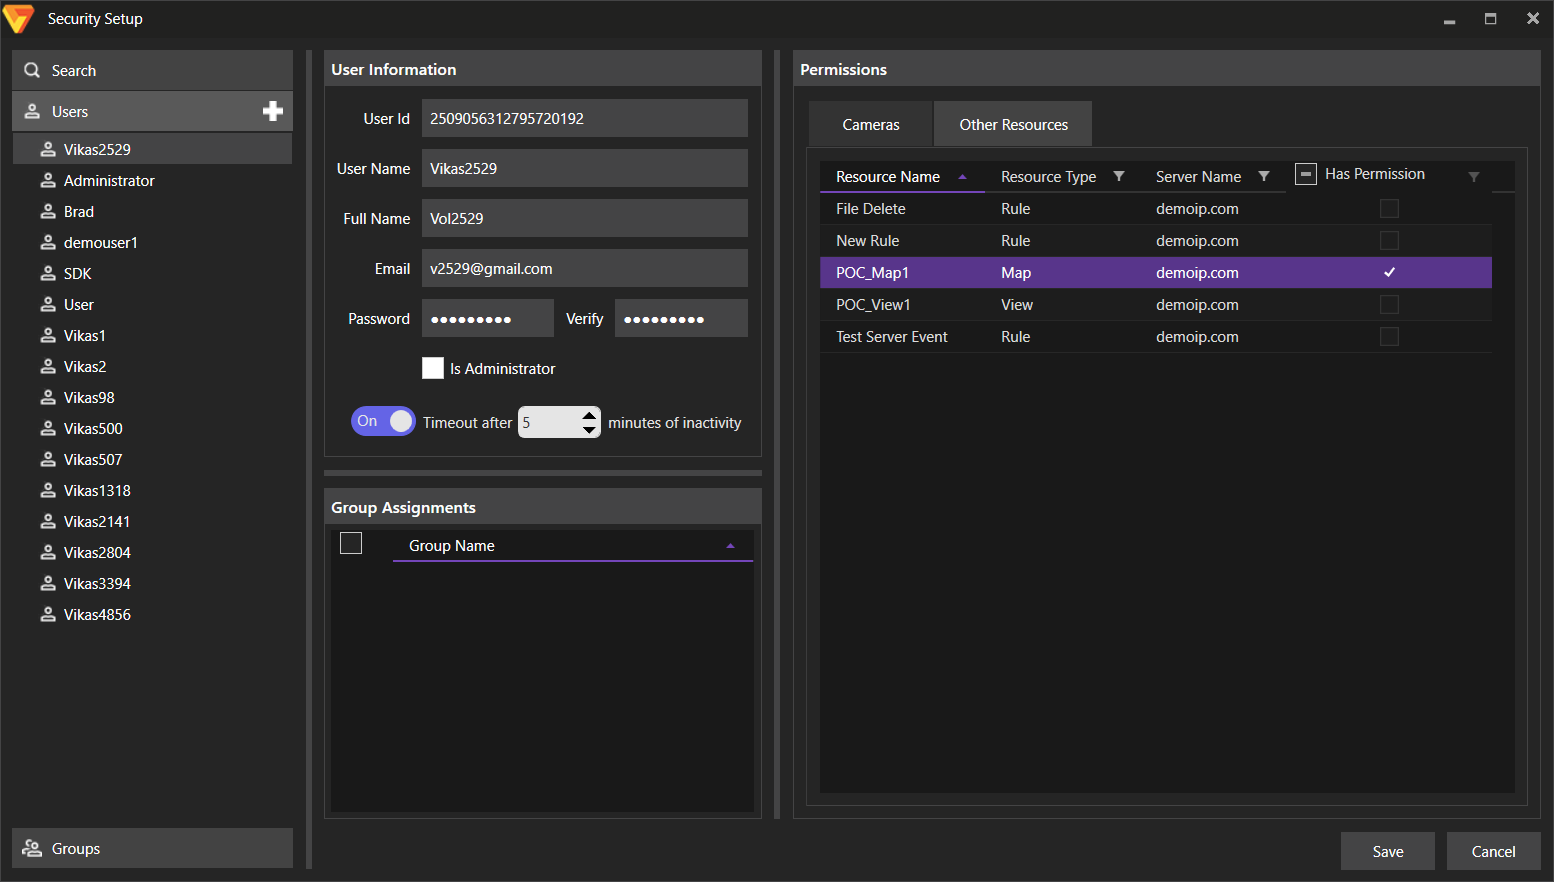 Security Setup
Search
Users
Vikas2529
Administrator
Brad
demouser1
SDK
User
Vikas1
Vikas2
Vikas98
Vikas500
Vikas507
Vikas1318
Vikas2141
Vikas2804
Vikas3394
Vikas4856
Groups
User Information
User Id 2509056312795720192
User Name Vikas2529
Full Name Vol2529
Email v2529@gmail.com
Password ●●●●●●●●● Verify ●●●●●●●●●
Is Administrator
On Timeout after 5 minutes of inactivity
Group Assignments
Group Name
Permissions
Cameras Other Resources
Resource Name Resource Type Server Name Has Permission
File Delete Rule demoip.com
New Rule Rule demoip.com
POC_Map1 Map demoip.com
POC_View1 View demoip.com
Test Server Event Rule demoip.com
Save Cancel